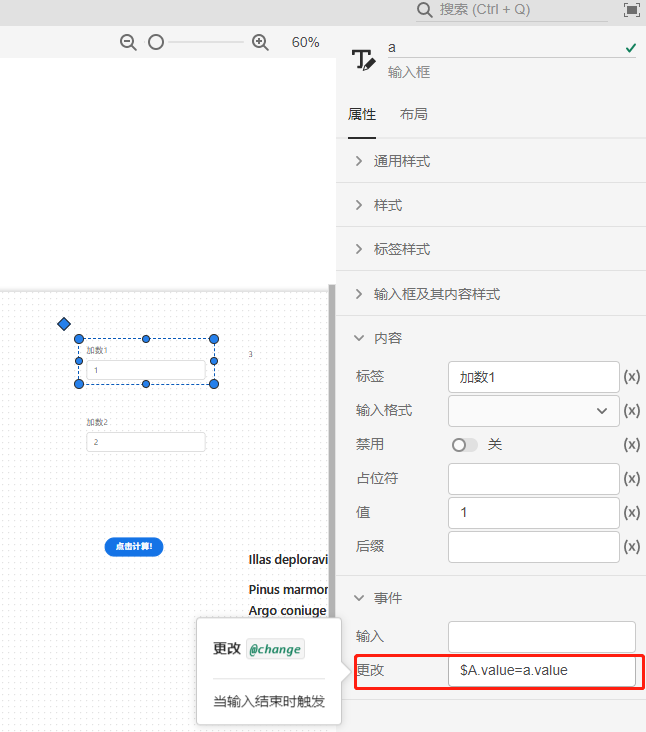 搜索 (Ctrl + Q)
60%
a
输入框
属性 布局
通用样式
样式
标签样式
输入框及其内容样式
内容
标签 加数1 (x)
输入格式 (x)
禁用 关 (x)
占位符 (x)
值 1 (x)
后缀 (x)
事件
输入
更改 $A.value=a.value
加数1
1
3
加数2
2
点击计算!
Illas deploravi
Pinus marmor
Argo coniuge
更改 @change
当输入结束时触发